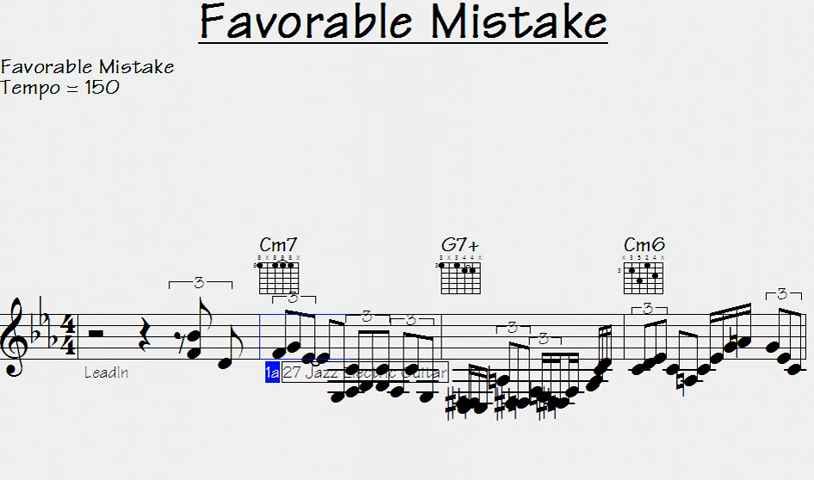 Favorable Mistake
Favorable Mistake
Tempo = 150
Cm7 G7+ Cm6
3
3 3 3 3 3 3 3
LeadIn 1a 27 Jazz Electric Guitar